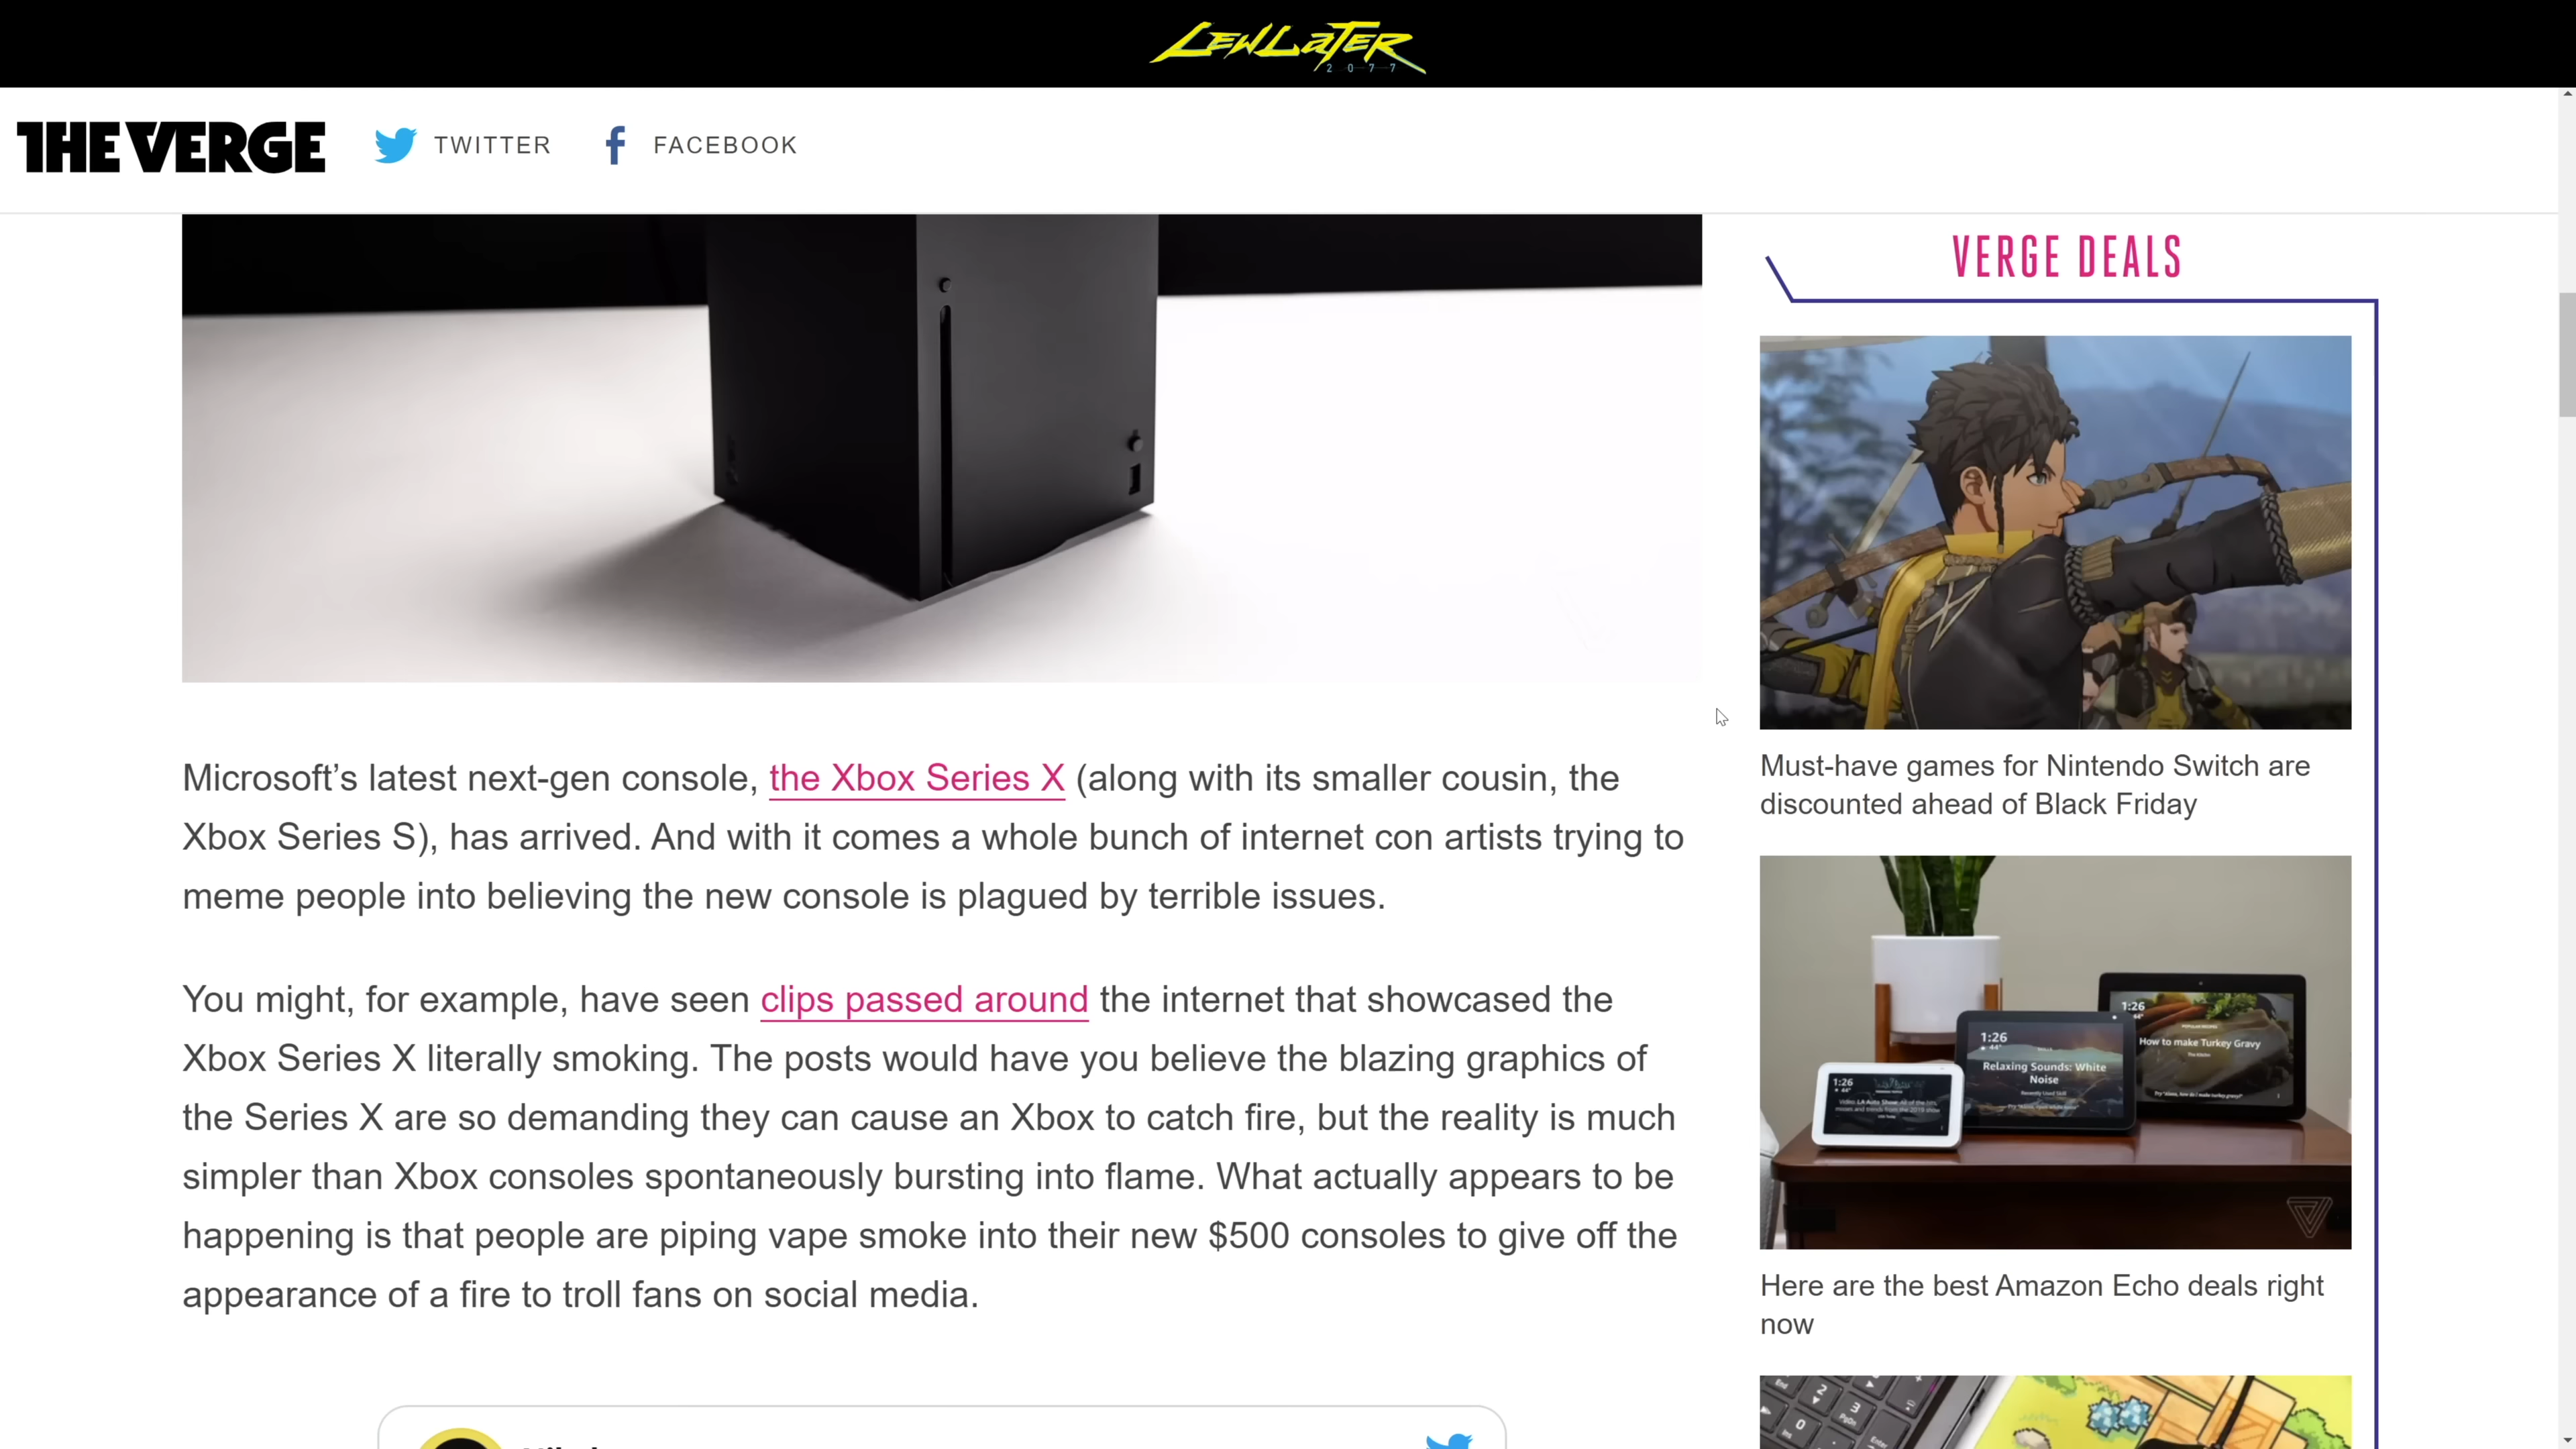 LEWLATER
2077
THE VERGE
TWITTER
FACEBOOK
VERGE DEALS
Must-have games for Nintendo Switch are
discounted ahead of Black Friday
Microsoft’s latest next-gen console, the Xbox Series X (along with its smaller cousin, the
Xbox Series S), has arrived. And with it comes a whole bunch of internet con artists trying to
meme people into believing the new console is plagued by terrible issues.
You might, for example, have seen clips passed around the internet that showcased the
Xbox Series X literally smoking. The posts would have you believe the blazing graphics of
the Series X are so demanding they can cause an Xbox to catch fire, but the reality is much
simpler than Xbox consoles spontaneously bursting into flame. What actually appears to be
happening is that people are piping vape smoke into their new $500 consoles to give off the
appearance of a fire to troll fans on social media.
1:26
How to make Turkey Gravy
1:26
Relaxing Sounds: White
Noise
1:26
Here are the best Amazon Echo deals right
now
End
2
3
PgDn
0
Enter